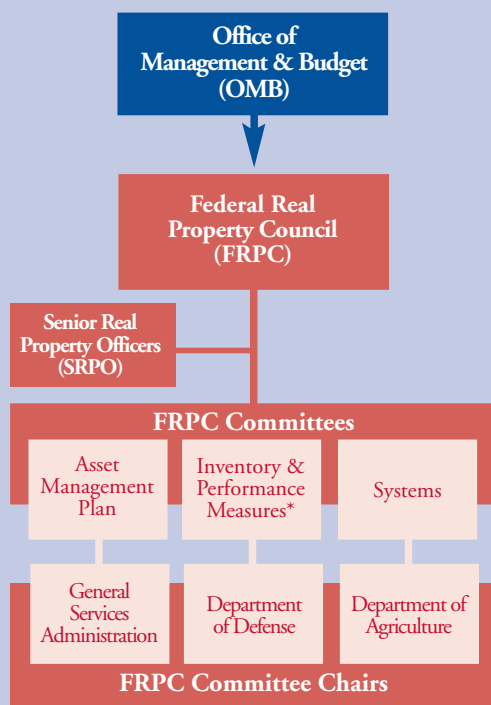 Office of
Management & Budget
(OMB)
Federal Real
Property Council
(FRPC)
Senior Real
Property Officers
(SRPO)
FRPC Committees
Asset
Management
Plan
Inventory &
Performance
Measures*
Systems
General
Services
Administration
Department
of Defense
Department of
Agriculture
FRPC Committee Chairs